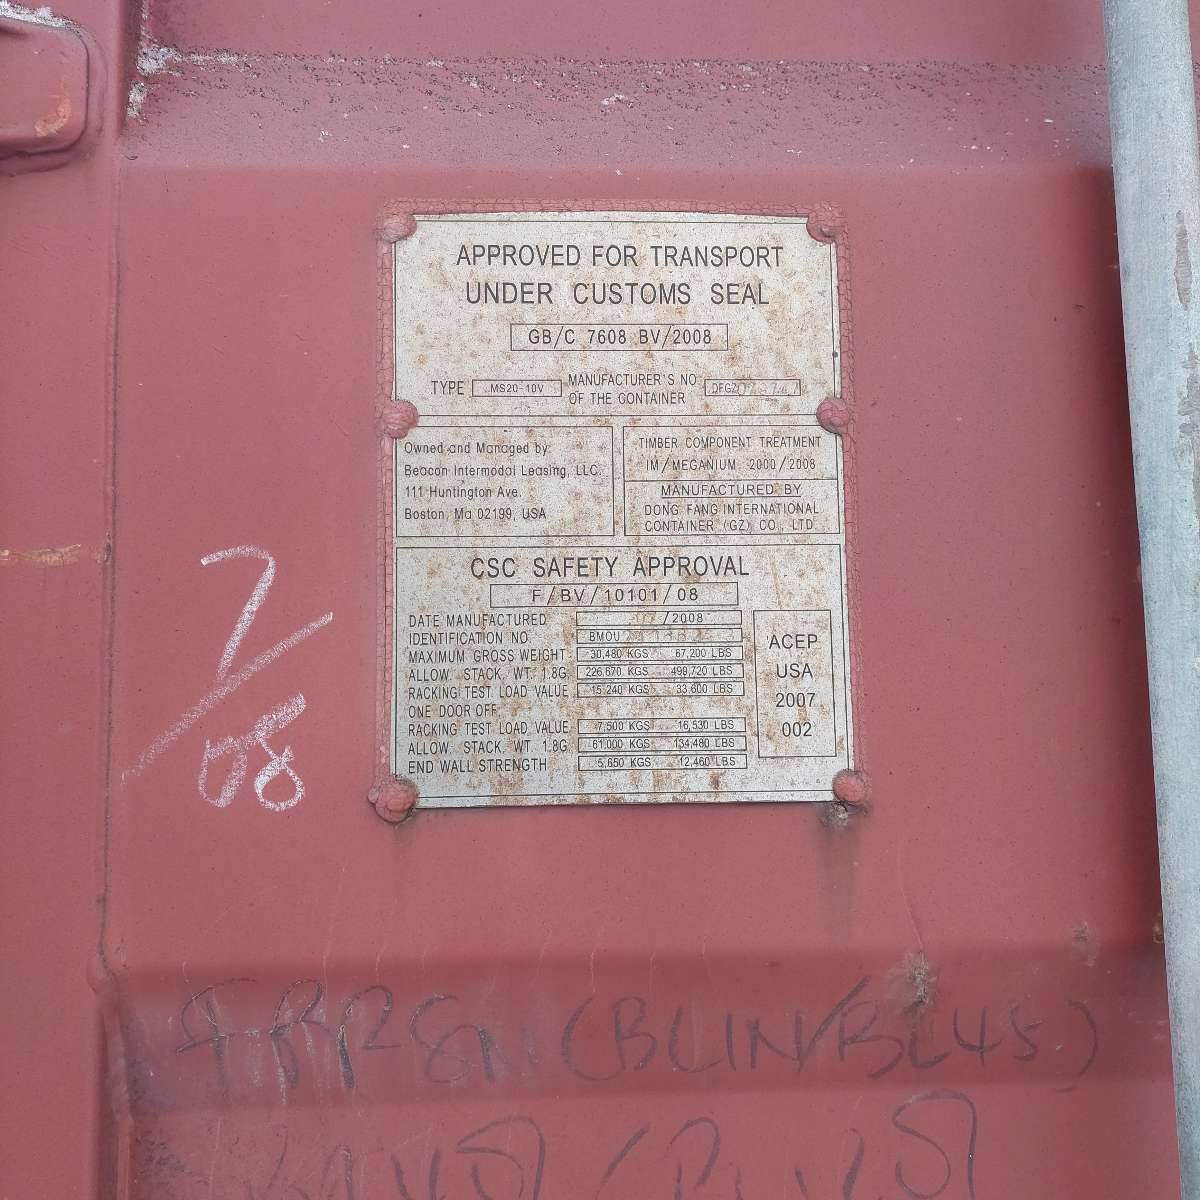 APPROVED FOR TRANSPORT
UNDER CUSTOMS SEAL
GB/C 7608 BV/2008
TYPE MS20-10V MANUFACTURER'S NO
OF THE CONTAINER
Owned and Managed by:
Beacon Intermodal Leasing, LLC.
111 Huntington Ave.
Boston, Ma 02199, USA
TIMBER COMPONENT TREATMENT
IM/MEGANIUM 2000/2008
MANUFACTURED BY
DONG FANG INTERNATIONAL
CONTAINER (GZ) CO., LTD.
CSC SAFETY APPROVAL
F/BV/10101/08
DATE MANUFACTURED /2008
IDENTIFICATION NO. BMOU
MAXIMUM GROSS WEIGHT 30,480 KGS 67,200 LBS
ALLOW. STACK. WT. 1.8G 226,670 KGS 499,720 LBS
RACKING TEST LOAD VALUE 15,240 KGS 33,600 LBS
ONE DOOR OFF
RACKING TEST LOAD VALUE 7,500 KGS 16,530 LBS
ALLOW. STACK. WT. 1.8G 61,000 KGS 134,480 LBS
END WALL STRENGTH 5,650 KGS 12,460 LBS
ACEP
USA
2007
002
7/08
(BLIN/BL45)